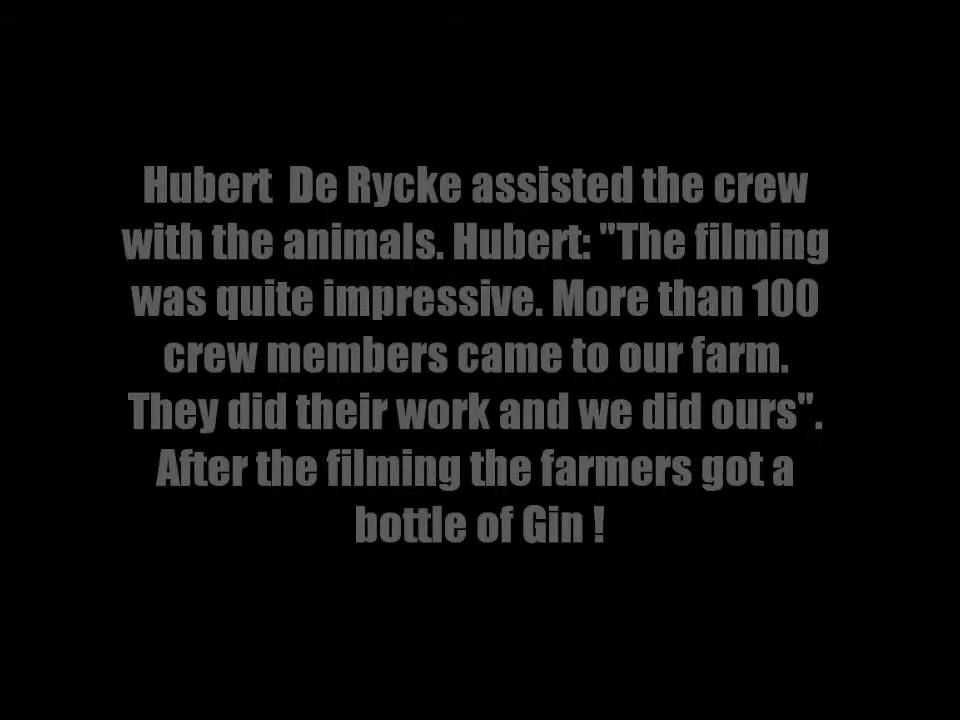 Hubert  De Rycke assisted the crew
with the animals. Hubert: "The filming
was quite impressive. More than 100
crew members came to our farm.
They did their work and we did ours".
After the filming the farmers got a
bottle of Gin !